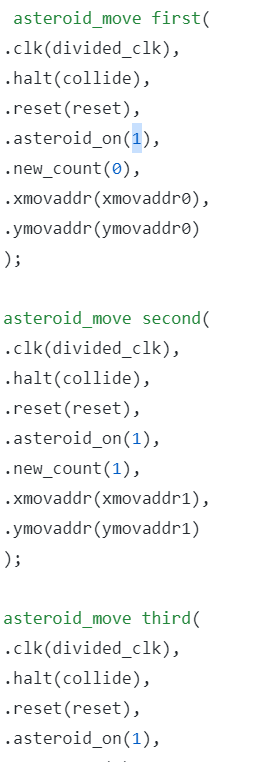 asteroid_move first(
.clk(divided_clk),
.halt(collide),
.reset(reset),
.asteroid_on(1),
.new_count(0),
.xmovaddr(xmovaddr0),
.ymovaddr(ymovaddr0)
);
asteroid_move second(
.clk(divided_clk),
.halt(collide),
.reset(reset),
.asteroid_on(1),
.new_count(1),
.xmovaddr(xmovaddr1),
.ymovaddr(ymovaddr1)
);
asteroid_move third(
.clk(divided_clk),
.halt(collide),
.reset(reset),
.asteroid_on(1),